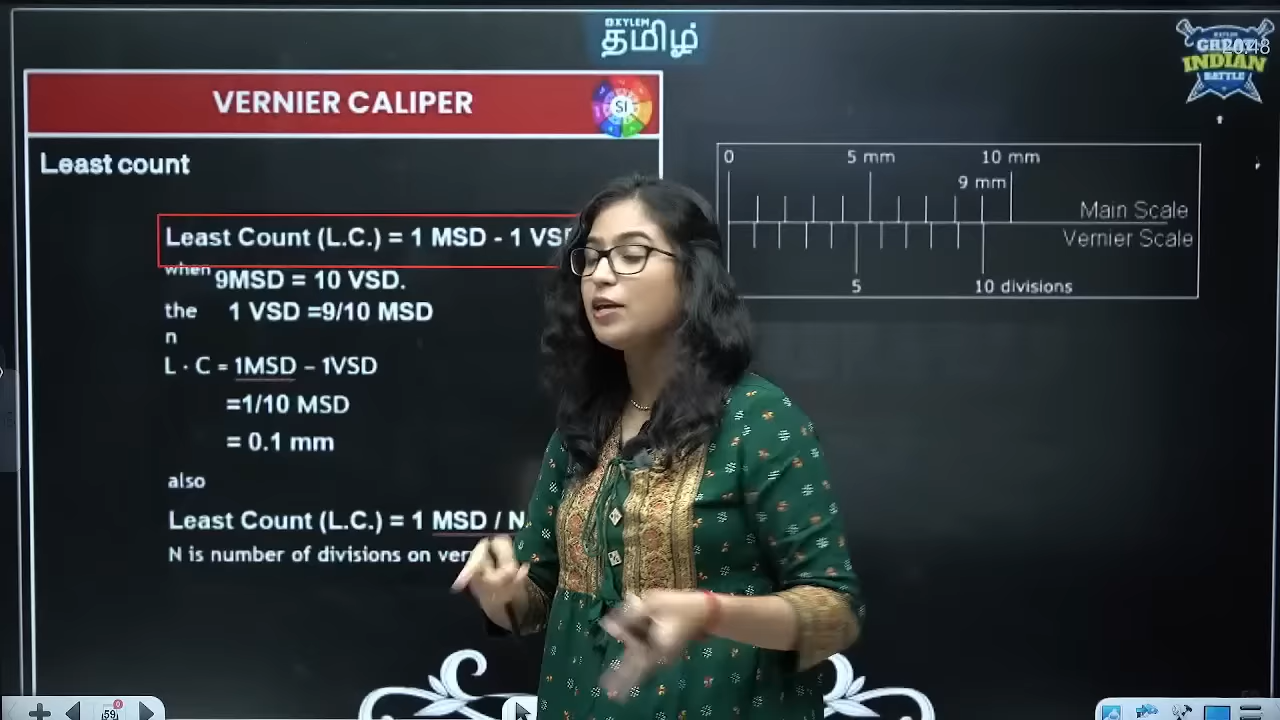 OXYLEM
தமிழ்
GREAT
INDIAN
BATTLE
20:48
VERNIER CALIPER
SI
Least count
Least Count (L.C.) = 1 MSD - 1
when
9MSD = 10 VSD.
the 1 VSD =9/10 MSD
n
L · C = 1MSD – 1VSD
=1/10 MSD
= 0.1 mm
also
Least Count (L.C.) = 1 MSD / N
N is number of divisions on
0 5 mm 10 mm
9 mm
Main Scale
Vernier Scale
5 10 divisions
59